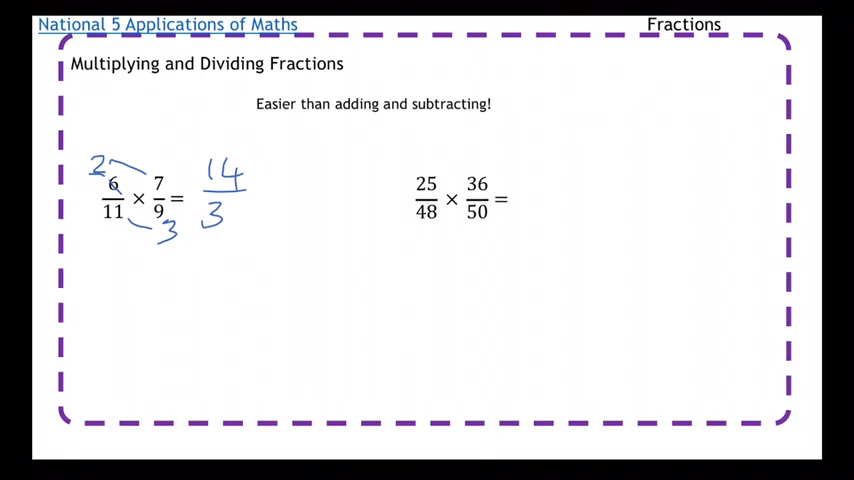 National 5 Applications of Maths
Fractions
Multiplying and Dividing Fractions
Easier than adding and subtracting!
2
6/11 × 7/9 = 14/3
3
25/48 × 36/50 =